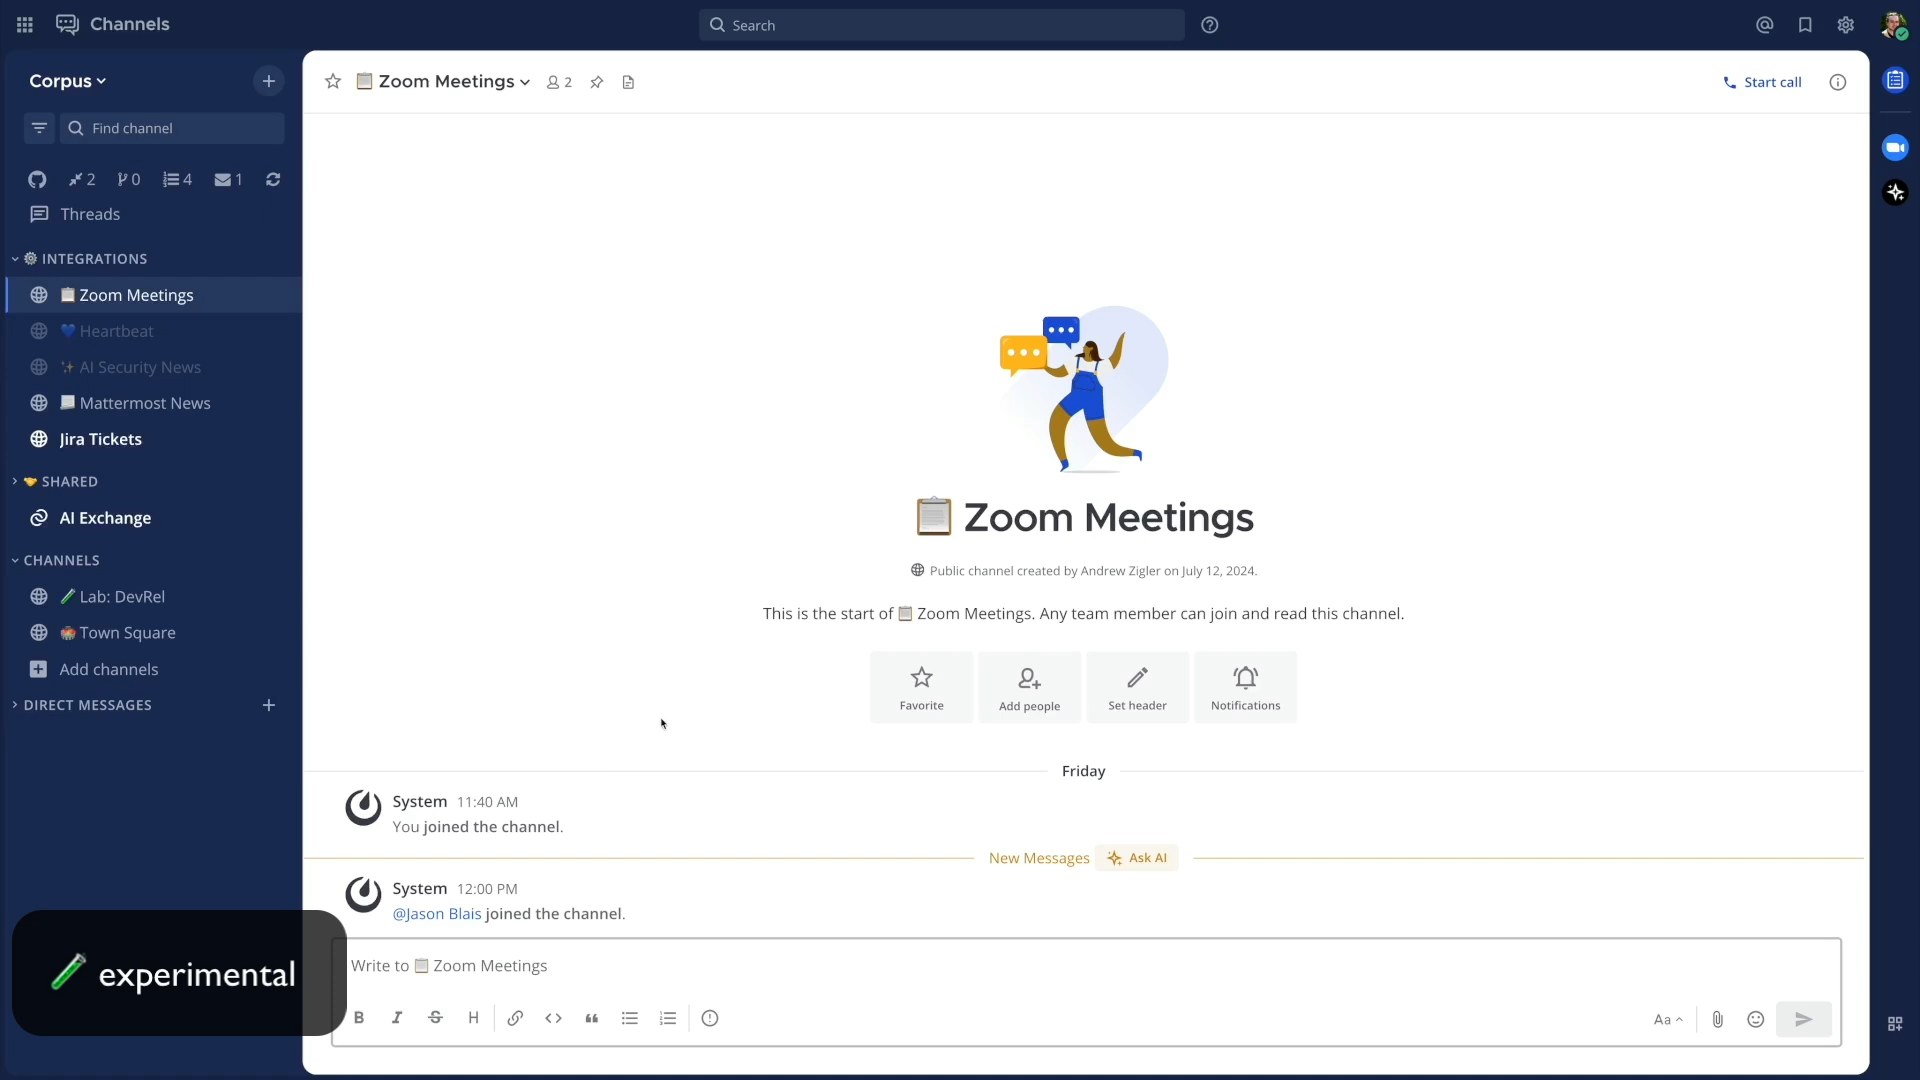 Channels
Search
Corpus
Find channel
2 0 4 1
Threads
INTEGRATIONS
Zoom Meetings
Heartbeat
AI Security News
Mattermost News
Jira Tickets
SHARED
AI Exchange
CHANNELS
Lab: DevRel
Town Square
Add channels
DIRECT MESSAGES
experimental
Zoom Meetings 2
Start call
Zoom Meetings
Public channel created by Andrew Zigler on July 12, 2024.
This is the start of Zoom Meetings. Any team member can join and read this channel.
Favorite
Add people
Set header
Notifications
Friday
System 11:40 AM
You joined the channel.
New Messages Ask AI
System 12:00 PM
@Jason Blais joined the channel.
Write to Zoom Meetings
B I S H
Aa